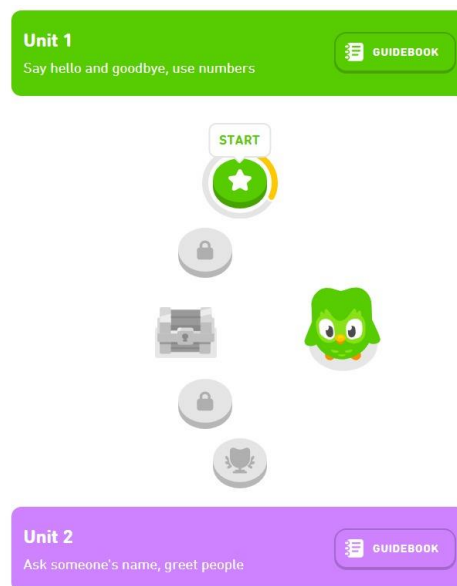 Unit 1
GUIDEBOOK
Say hello and goodbye, use numbers
START
Unit 2
GUIDEBOOK
Ask someone's name, greet people